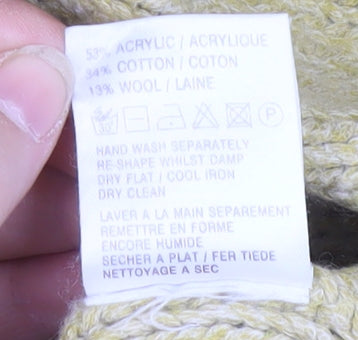 53% ACRYLIC / ACRYLIQUE
34% COTTON / COTON
13% WOOL / LAINE
30° P
HAND WASH SEPARATELY
RE-SHAPE WHILST DAMP
DRY FLAT / COOL IRON
DRY CLEAN
LAVER A LA MAIN SEPAREMENT
REMETTRE EN FORME
ENCORE HUMIDE
SECHER A PLAT / FER TIEDE
NETTOYAGE A SEC